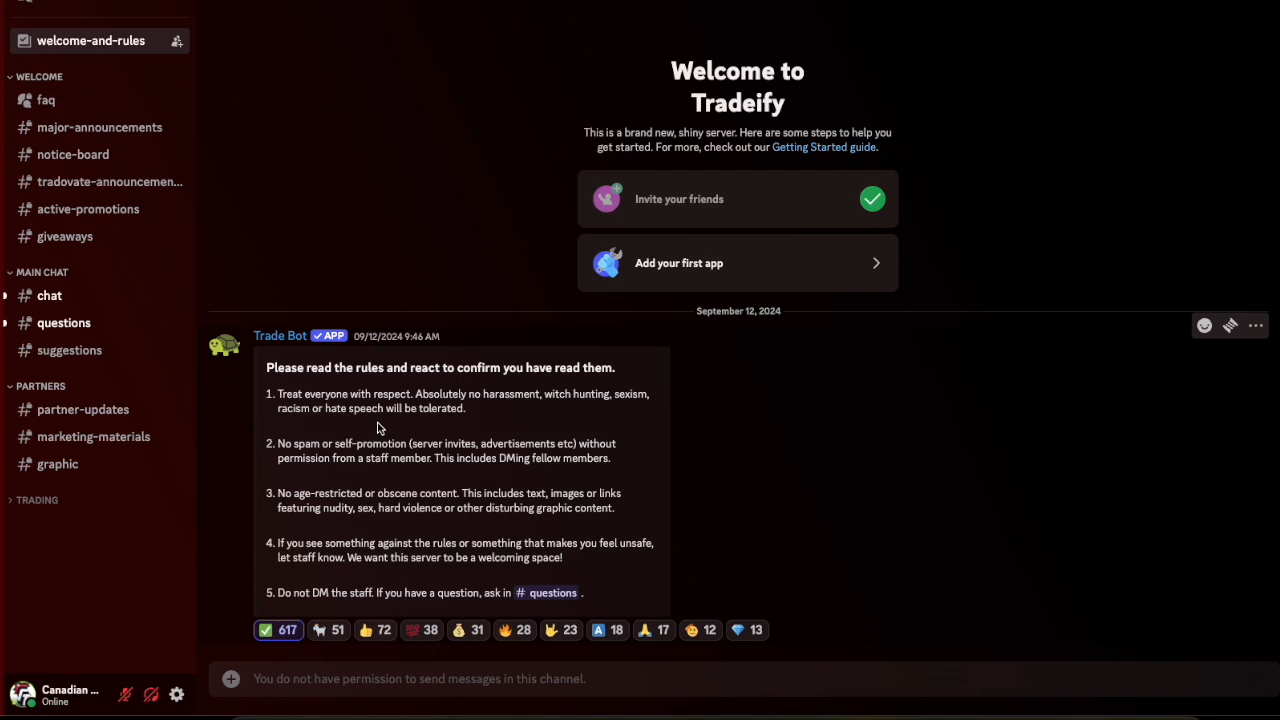 welcome-and-rules
WELCOME
faq
major-announcements
notice-board
tradovate-announcemen...
active-promotions
giveaways
MAIN CHAT
chat
questions
suggestions
PARTNERS
partner-updates
marketing-materials
graphic
TRADING
Canadian ...
Online
Welcome to
Tradeify
This is a brand new, shiny server. Here are some steps to help you
get started. For more, check out our Getting Started guide.
Invite your friends
Add your first app
September 12, 2024
Trade Bot ✓ APP 09/12/2024 9:46 AM
Please read the rules and react to confirm you have read them.
1. Treat everyone with respect. Absolutely no harassment, witch hunting, sexism,
racism or hate speech will be tolerated.
2. No spam or self-promotion (server invites, advertisements etc) without
permission from a staff member. This includes DMing fellow members.
3. No age-restricted or obscene content. This includes text, images or links
featuring nudity, sex, hard violence or other disturbing graphic content.
4. If you see something against the rules or something that makes you feel unsafe,
let staff know. We want this server to be a welcoming space!
5. Do not DM the staff. If you have a question, ask in # questions .
617 51 72 100 38 31 28 23 A 18 17 12 13
You do not have permission to send messages in this channel.